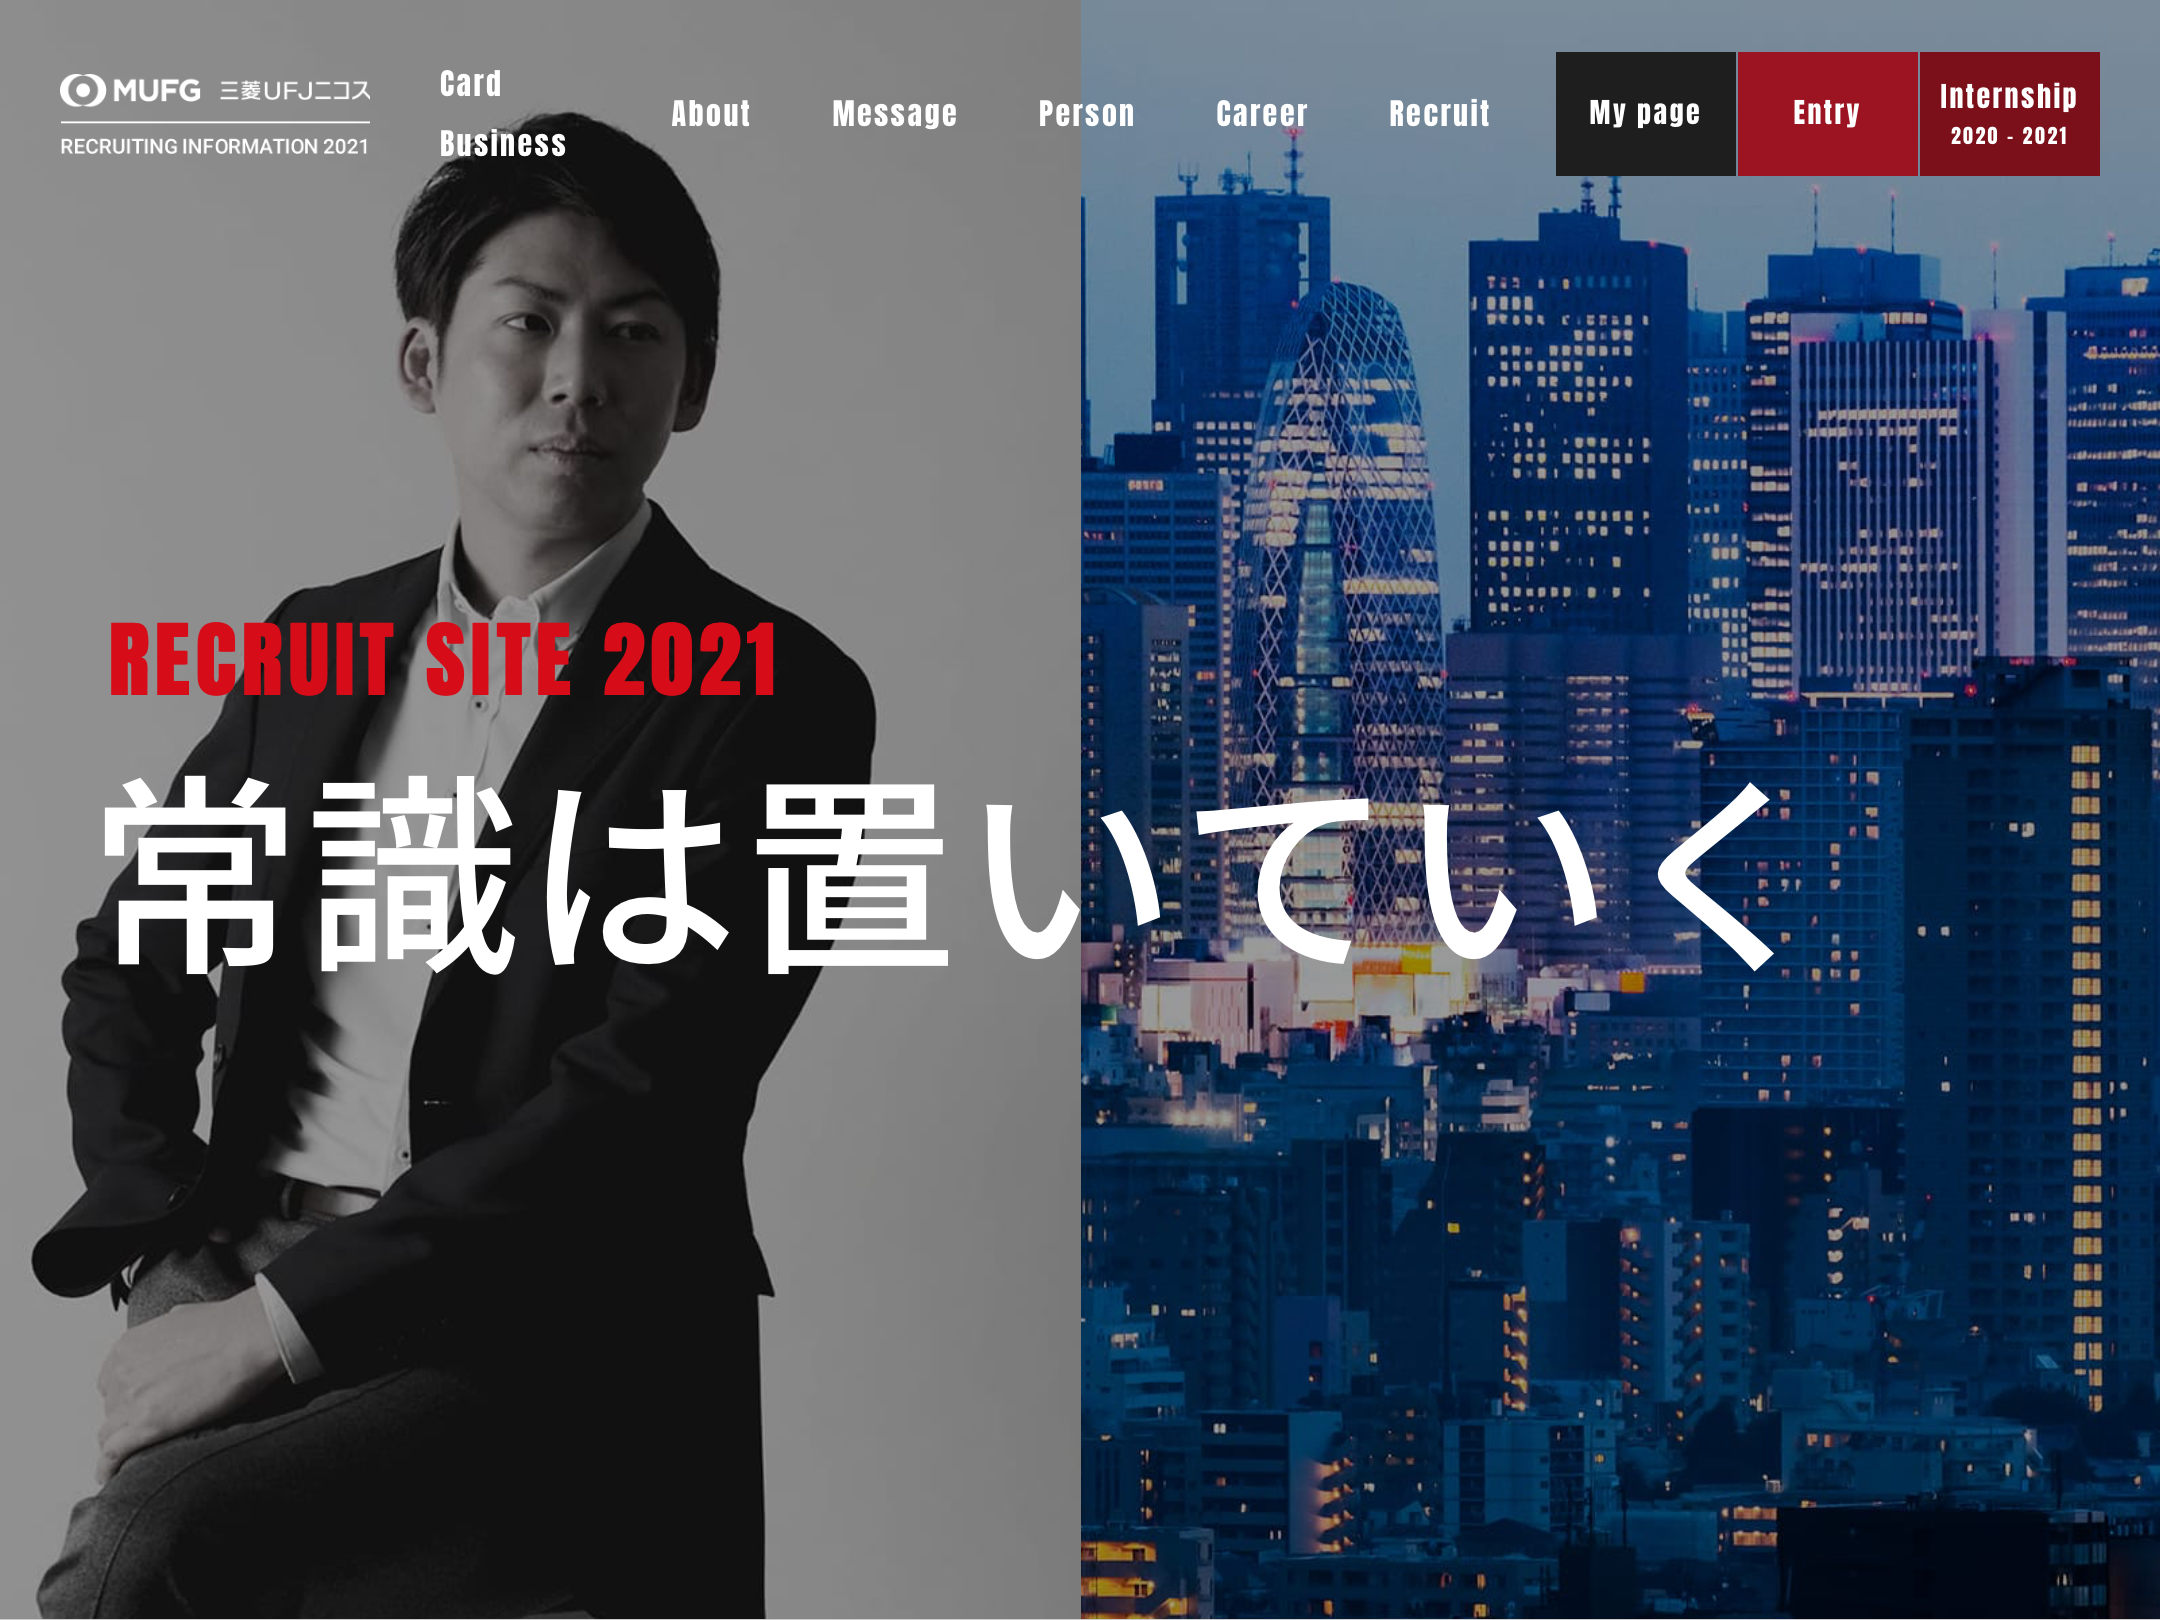 MUFG 三菱UFJニコス
RECRUITING INFORMATION 2021
Card
Business
About
Message
Person
Career
Recruit
My page
Entry
Internship
2020 - 2021
RECRUIT SITE 2021
常識は置いていく